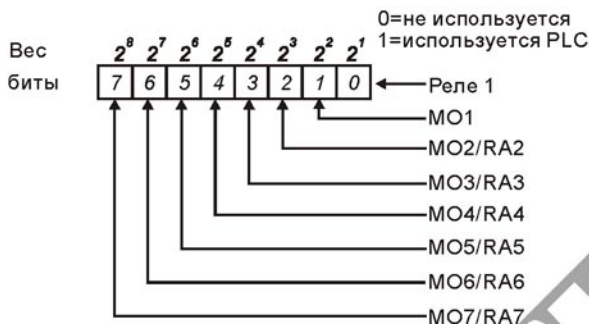 0=не используется
1=используется PLC
Вес 2⁸ 2⁷ 2⁶ 2⁵ 2⁴ 2³ 2² 2¹
биты 7 6 5 4 3 2 1 0 Реле 1
MO1
MO2/RA2
MO3/RA3
MO4/RA4
MO5/RA5
MO6/RA6
MO7/RA7